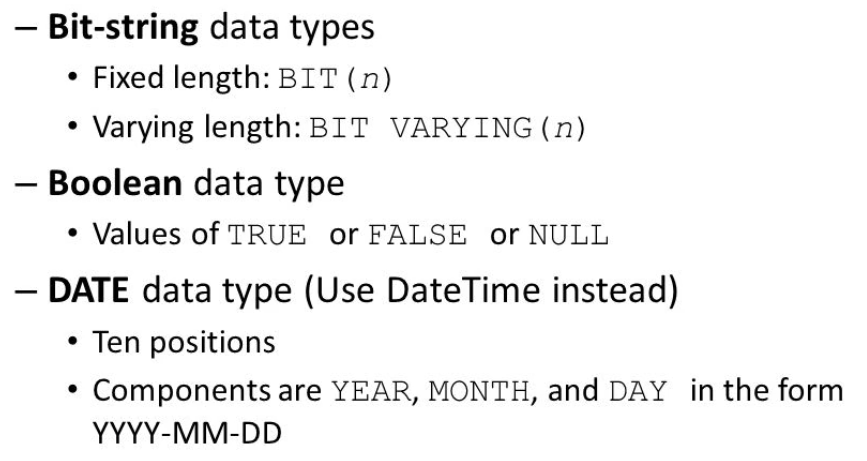 – Bit-string data types
• Fixed length: BIT(n)
• Varying length: BIT VARYING(n)
– Boolean data type
• Values of TRUE or FALSE or NULL
– DATE data type (Use DateTime instead)
• Ten positions
• Components are YEAR, MONTH, and DAY in the form
YYYY-MM-DD